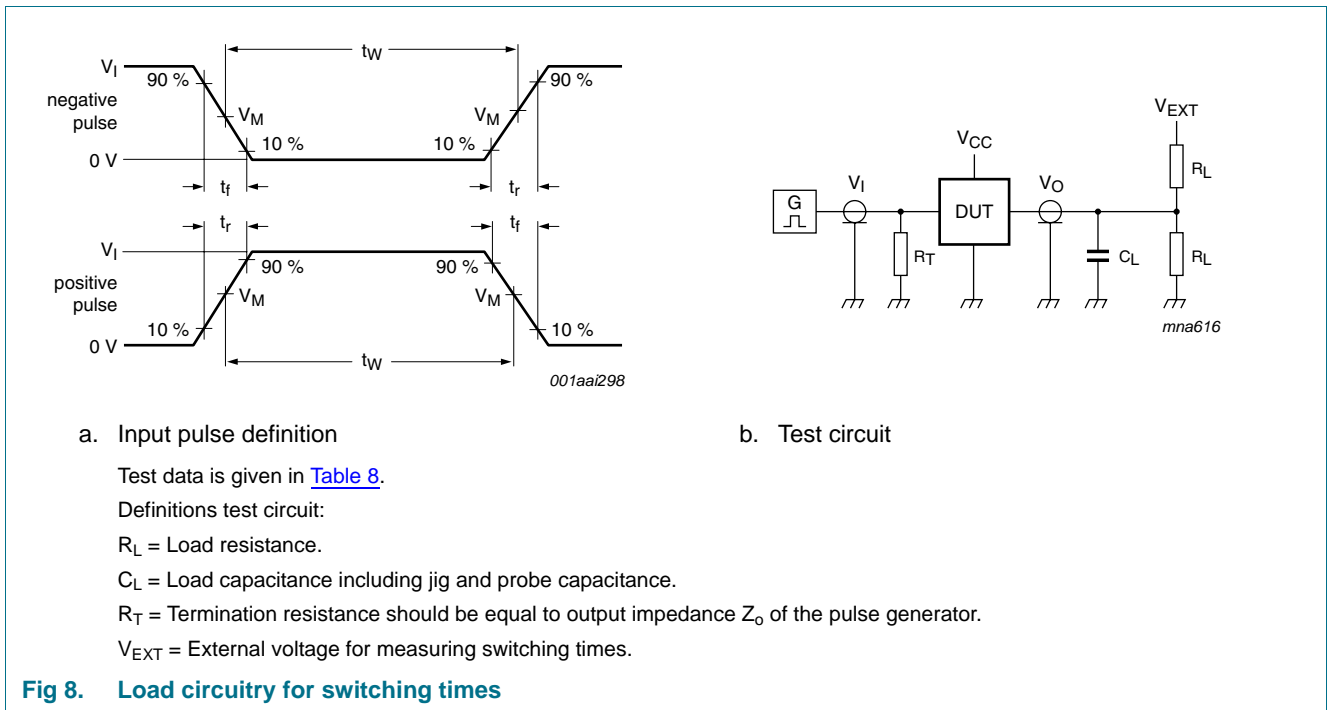 tW
VI
90 %
90 %
negative
pulse
VM
VM
10 %
10 %
0 V
tf
tr
tr
tf
VI
90 %
90 %
positive
pulse
VM
VM
10 %
10 %
0 V
tW
001aai298
VEXT
VCC
RL
VI
VO
G
DUT
RT
CL
RL
mna616
a. Input pulse definition
b. Test circuit
Test data is given in Table 8.
Definitions test circuit:
RL = Load resistance.
CL = Load capacitance including jig and probe capacitance.
RT = Termination resistance should be equal to output impedance Zo of the pulse generator.
VEXT = External voltage for measuring switching times.
Fig 8. Load circuitry for switching times